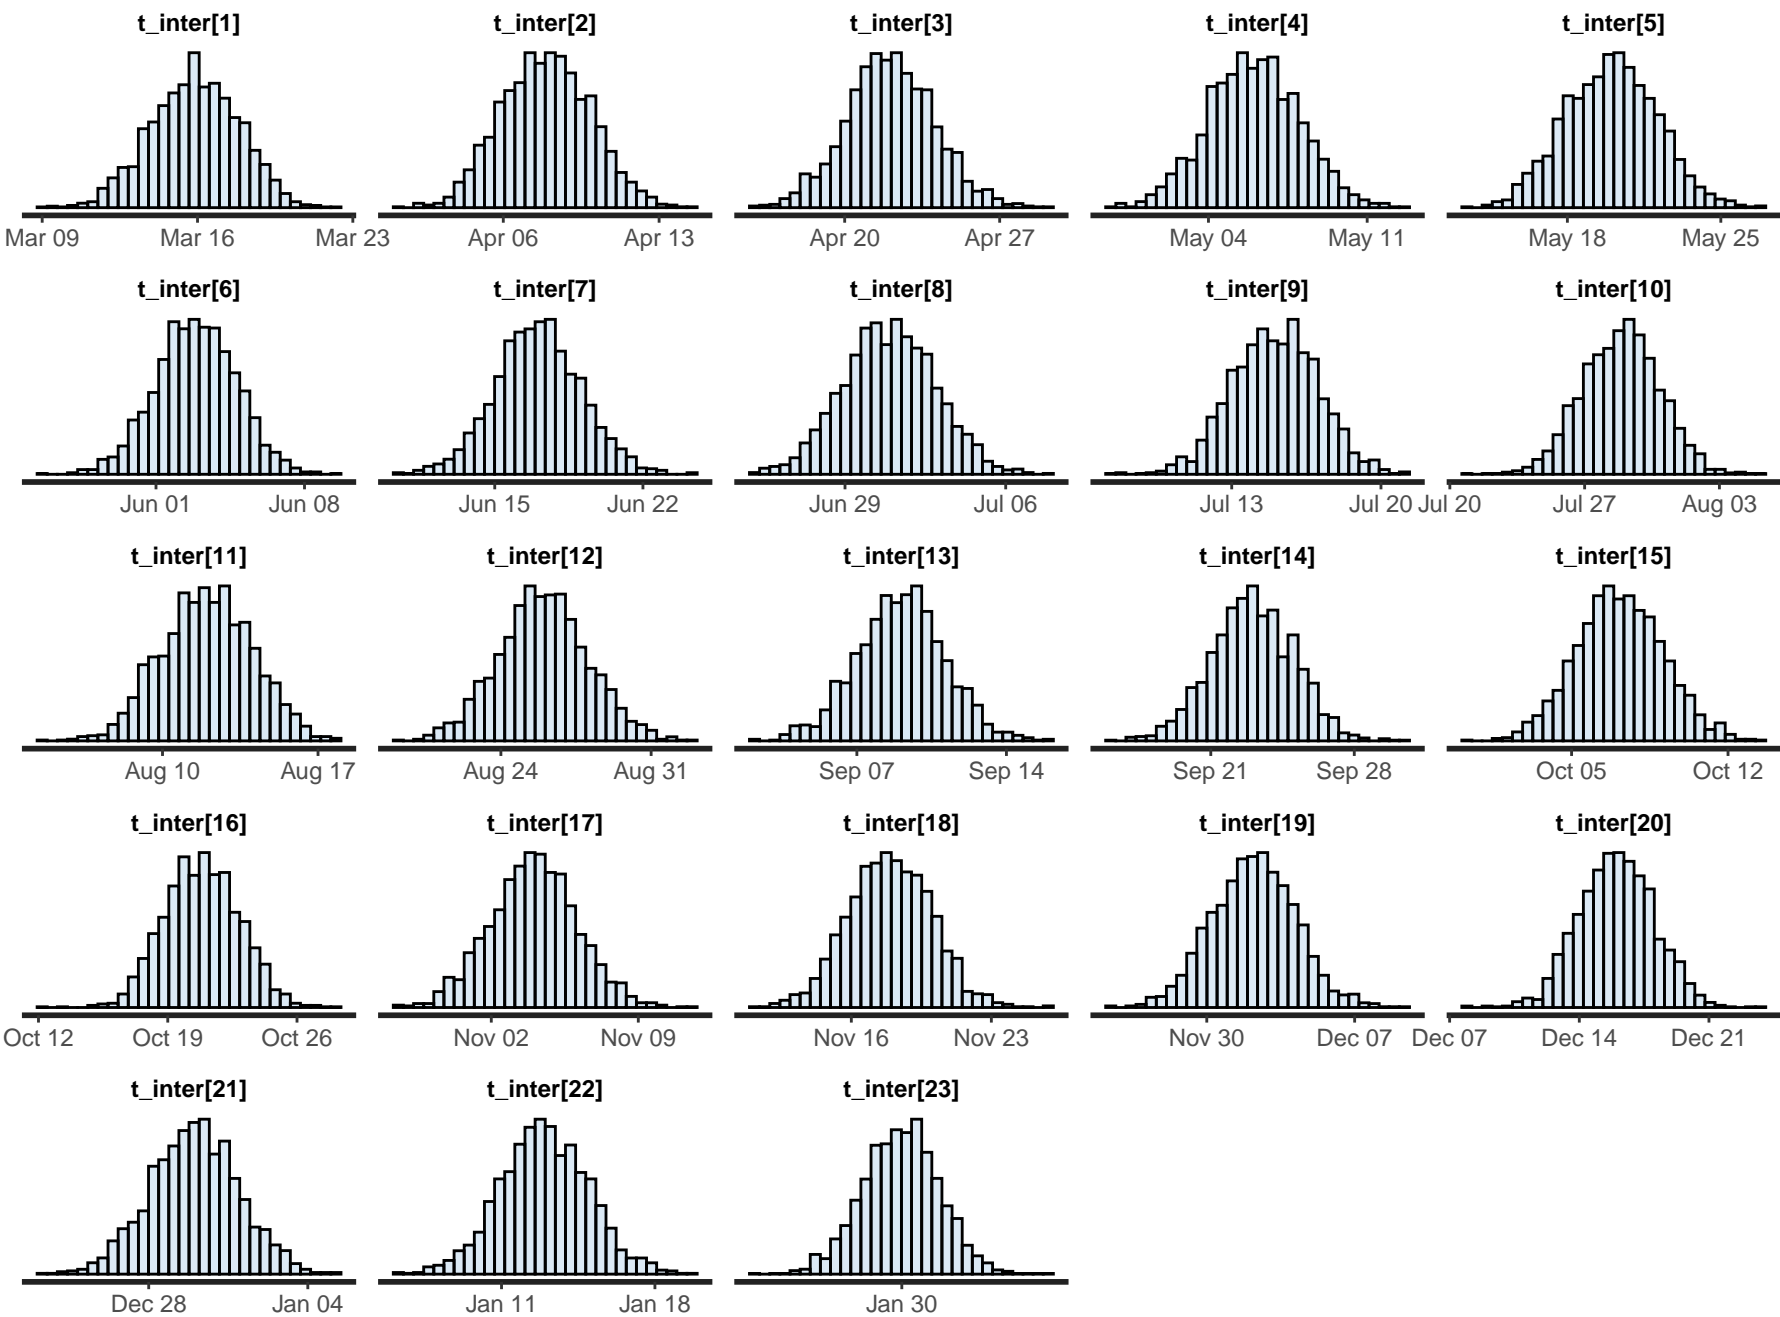 t_inter[1] t_inter[2] t_inter[3] t_inter[4] t_inter[5]
Mar 09 Mar 16 Mar 23 Apr 06 Apr 13 Apr 20 Apr 27 May 04 May 11 May 18 May 25
t_inter[6] t_inter[7] t_inter[8] t_inter[9] t_inter[10]
Jun 01 Jun 08 Jun 15 Jun 22 Jun 29 Jul 06 Jul 13 Jul 20 Jul 20 Jul 27 Aug 03
t_inter[11] t_inter[12] t_inter[13] t_inter[14] t_inter[15]
Aug 10 Aug 17 Aug 24 Aug 31 Sep 07 Sep 14 Sep 21 Sep 28 Oct 05 Oct 12
t_inter[16] t_inter[17] t_inter[18] t_inter[19] t_inter[20]
Oct 12 Oct 19 Oct 26 Nov 02 Nov 09 Nov 16 Nov 23 Nov 30 Dec 07 Dec 07 Dec 14 Dec 21
t_inter[21] t_inter[22] t_inter[23]
Dec 28 Jan 04 Jan 11 Jan 18 Jan 30